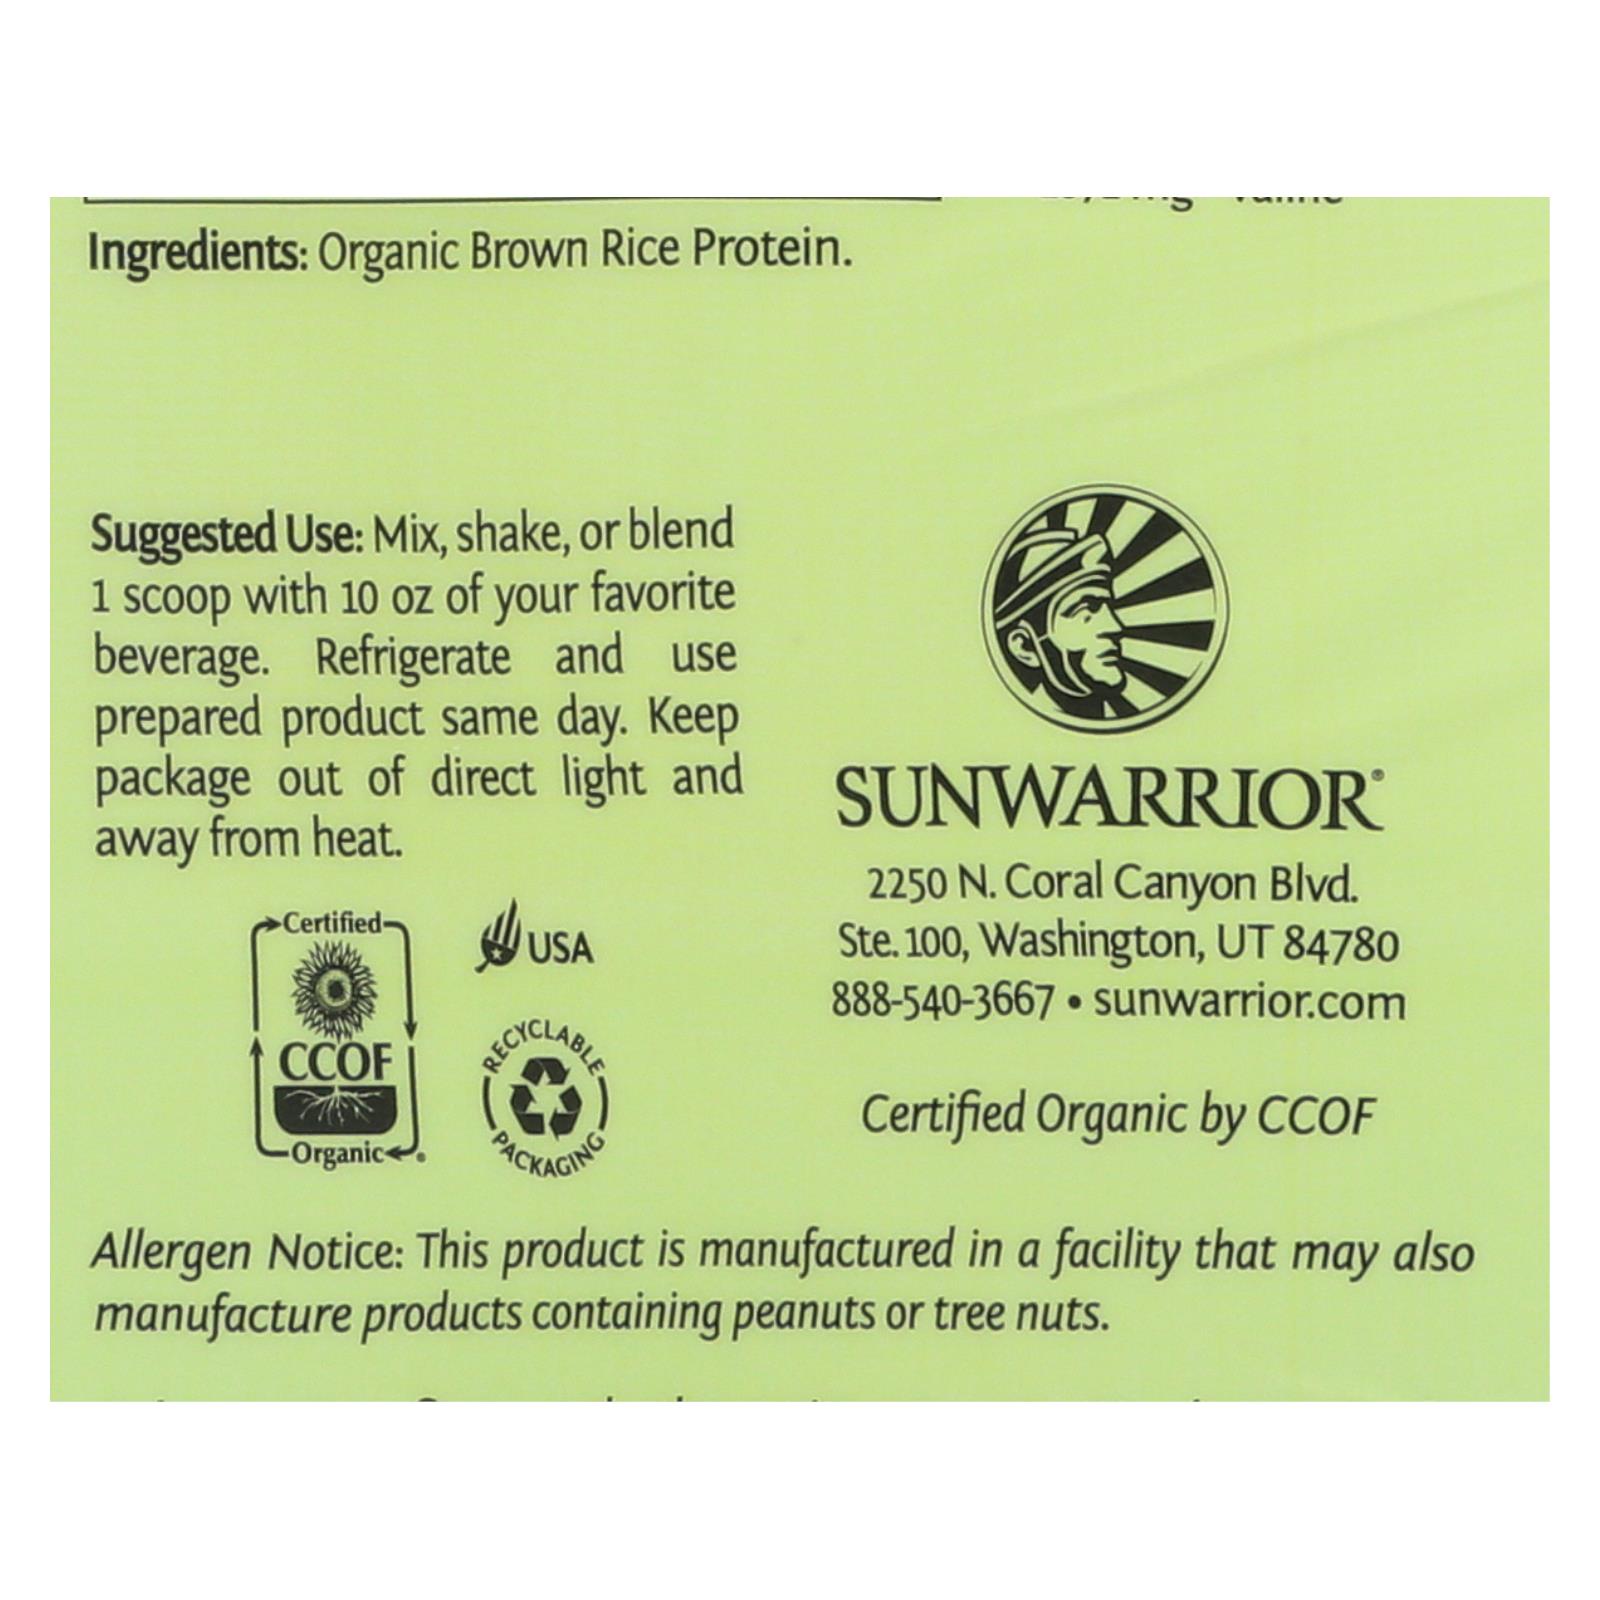 Ingredients: Organic Brown Rice Protein.
Suggested Use: Mix, shake, or blend
1 scoop with 10 oz of your favorite
beverage. Refrigerate and use
prepared product same day. Keep
package out of direct light and
away from heat.
Certified
CCOF
Organic
®
USA
RECYCLABLE
PACKAGING
SUNWARRIOR®
2250 N. Coral Canyon Blvd.
Ste. 100, Washington, UT 84780
888-540-3667 • sunwarrior.com
Certified Organic by CCOF
Allergen Notice: This product is manufactured in a facility that may also
manufacture products containing peanuts or tree nuts.